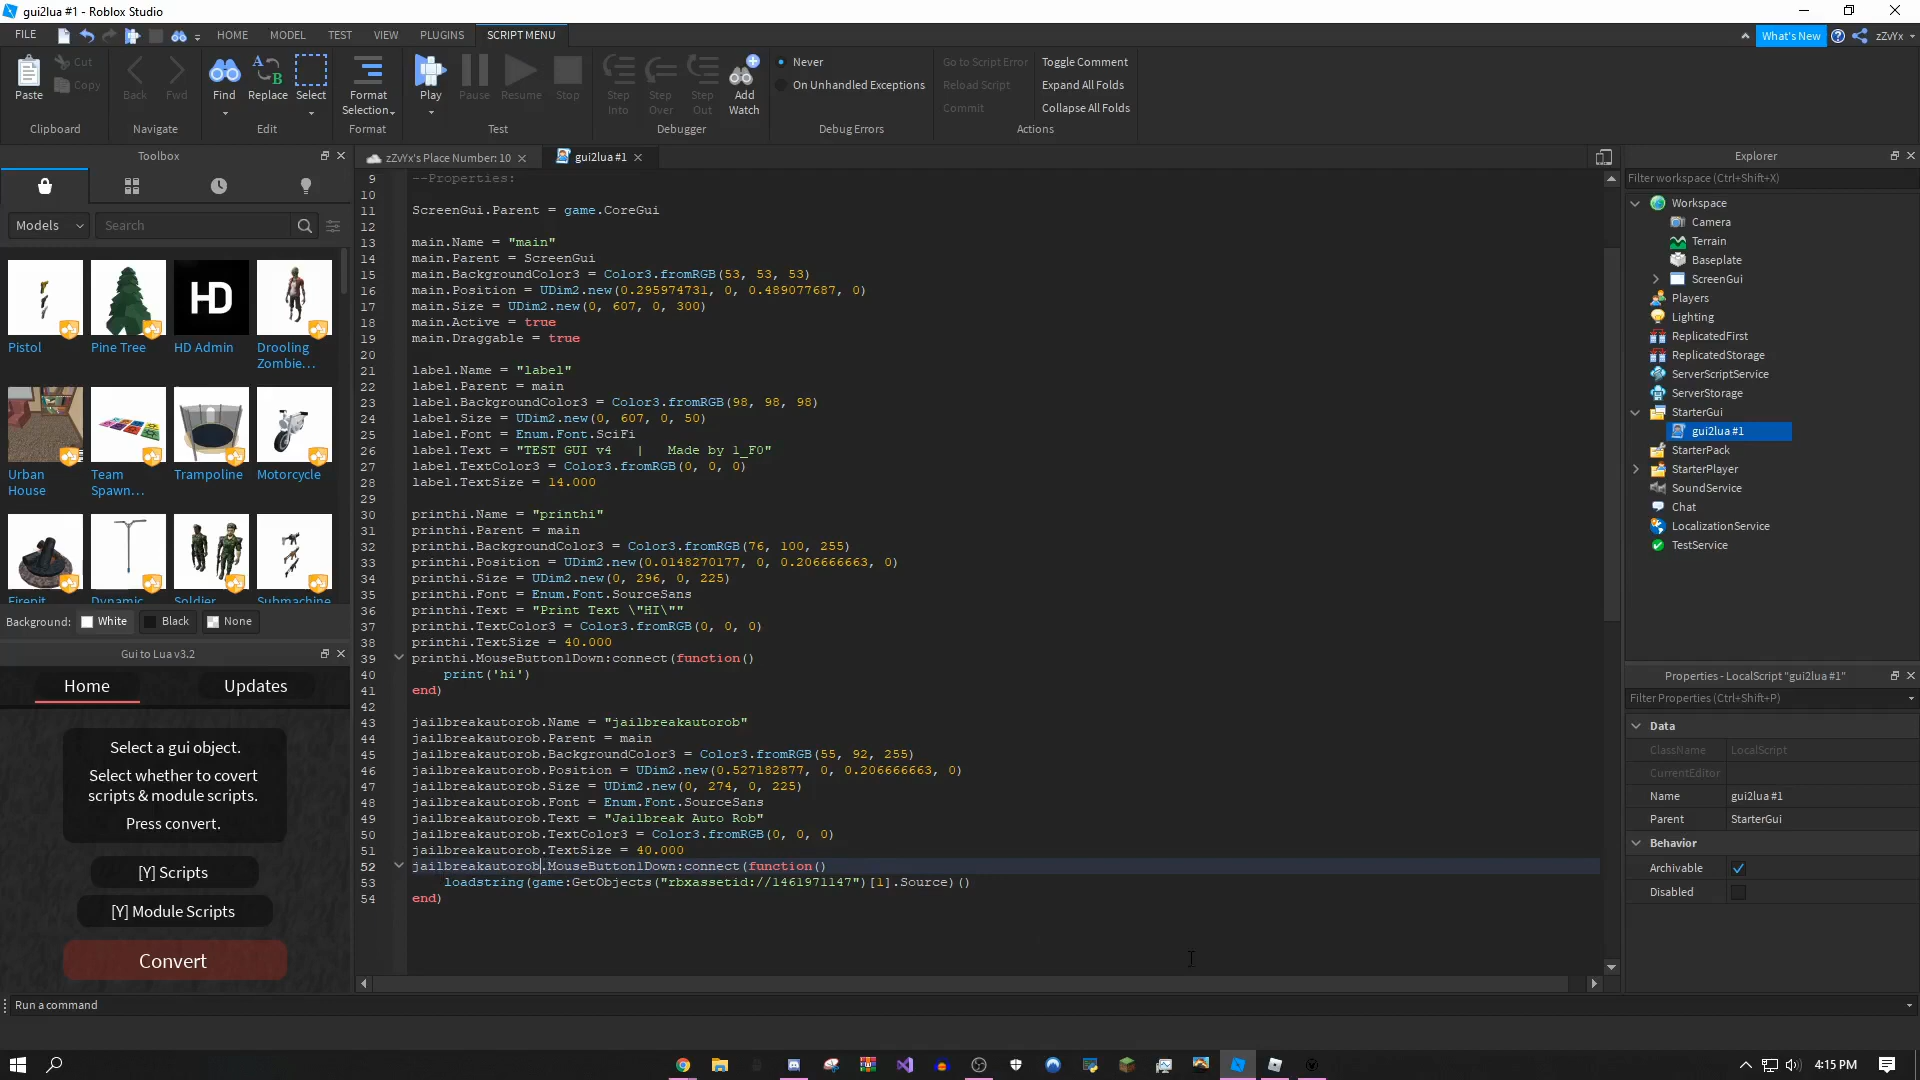 gui2lua #1 - Roblox Studio
FILE HOME MODEL TEST VIEW PLUGINS SCRIPT MENU What's New zZvYx
Paste Cut Copy
Clipboard
Back Fwd
Navigate
Find Replace Select
Edit
Format Selection
Format
Play Pause Resume Stop
Test
Step Into Step Over Step Out Add Watch
Debugger
Never
On Unhandled Exceptions
Debug Errors
Go to Script Error
Reload Script
Commit
Toggle Comment
Expand All Folds
Collapse All Folds
Actions
Toolbox
Models Search
Pistol Pine Tree HD HD Admin Drooling Zombie...
Urban House Team Spawn... Trampoline Motorcycle
Firepit Dynamic Soldier Submachine
Background: White Black None
Gui to Lua v3.2
Home Updates
Select a gui object.
Select whether to covert
scripts & module scripts.
Press convert.
[Y] Scripts
[Y] Module Scripts
Convert
zZvYx's Place Number: 10 gui2lua #1
9 --Properties:
10
11 ScreenGui.Parent = game.CoreGui
12
13 main.Name = "main"
14 main.Parent = ScreenGui
15 main.BackgroundColor3 = Color3.fromRGB(53, 53, 53)
16 main.Position = UDim2.new(0.295974731, 0, 0.489077687, 0)
17 main.Size = UDim2.new(0, 607, 0, 300)
18 main.Active = true
19 main.Draggable = true
20
21 label.Name = "label"
22 label.Parent = main
23 label.BackgroundColor3 = Color3.fromRGB(98, 98, 98)
24 label.Size = UDim2.new(0, 607, 0, 50)
25 label.Font = Enum.Font.SciFi
26 label.Text = "TEST GUI v4   |   Made by l_F0"
27 label.TextColor3 = Color3.fromRGB(0, 0, 0)
28 label.TextSize = 14.000
29
30 printhi.Name = "printhi"
31 printhi.Parent = main
32 printhi.BackgroundColor3 = Color3.fromRGB(76, 100, 255)
33 printhi.Position = UDim2.new(0.0148270177, 0, 0.206666663, 0)
34 printhi.Size = UDim2.new(0, 296, 0, 225)
35 printhi.Font = Enum.Font.SourceSans
36 printhi.Text = "Print Text \"HI\""
37 printhi.TextColor3 = Color3.fromRGB(0, 0, 0)
38 printhi.TextSize = 40.000
39 printhi.MouseButton1Down:connect(function()
40 print('hi')
41 end)
42
43 jailbreakautorob.Name = "jailbreakautorob"
44 jailbreakautorob.Parent = main
45 jailbreakautorob.BackgroundColor3 = Color3.fromRGB(55, 92, 255)
46 jailbreakautorob.Position = UDim2.new(0.527182877, 0, 0.206666663, 0)
47 jailbreakautorob.Size = UDim2.new(0, 274, 0, 225)
48 jailbreakautorob.Font = Enum.Font.SourceSans
49 jailbreakautorob.Text = "Jailbreak Auto Rob"
50 jailbreakautorob.TextColor3 = Color3.fromRGB(0, 0, 0)
51 jailbreakautorob.TextSize = 40.000
52 jailbreakautorob.MouseButton1Down:connect(function()
53 loadstring(game:GetObjects("rbxassetid://1461971147")[1].Source)()
54 end)
Explorer
Filter workspace (Ctrl+Shift+X)
Workspace
Camera
Terrain
Baseplate
ScreenGui
Players
Lighting
ReplicatedFirst
ReplicatedStorage
ServerScriptService
ServerStorage
StarterGui
gui2lua #1
StarterPack
StarterPlayer
SoundService
Chat
LocalizationService
TestService
Properties - LocalScript "gui2lua #1"
Filter Properties (Ctrl+Shift+P)
Data
ClassName LocalScript
CurrentEditor
Name gui2lua #1
Parent StarterGui
Behavior
Archivable
Disabled
Run a command
4:15 PM